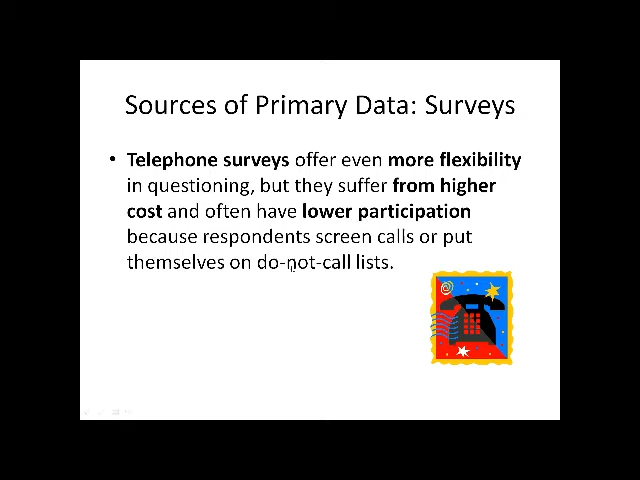 Sources of Primary Data: Surveys
• Telephone surveys offer even more flexibility
in questioning, but they suffer from higher
cost and often have lower participation
because respondents screen calls or put
themselves on do-not-call lists.